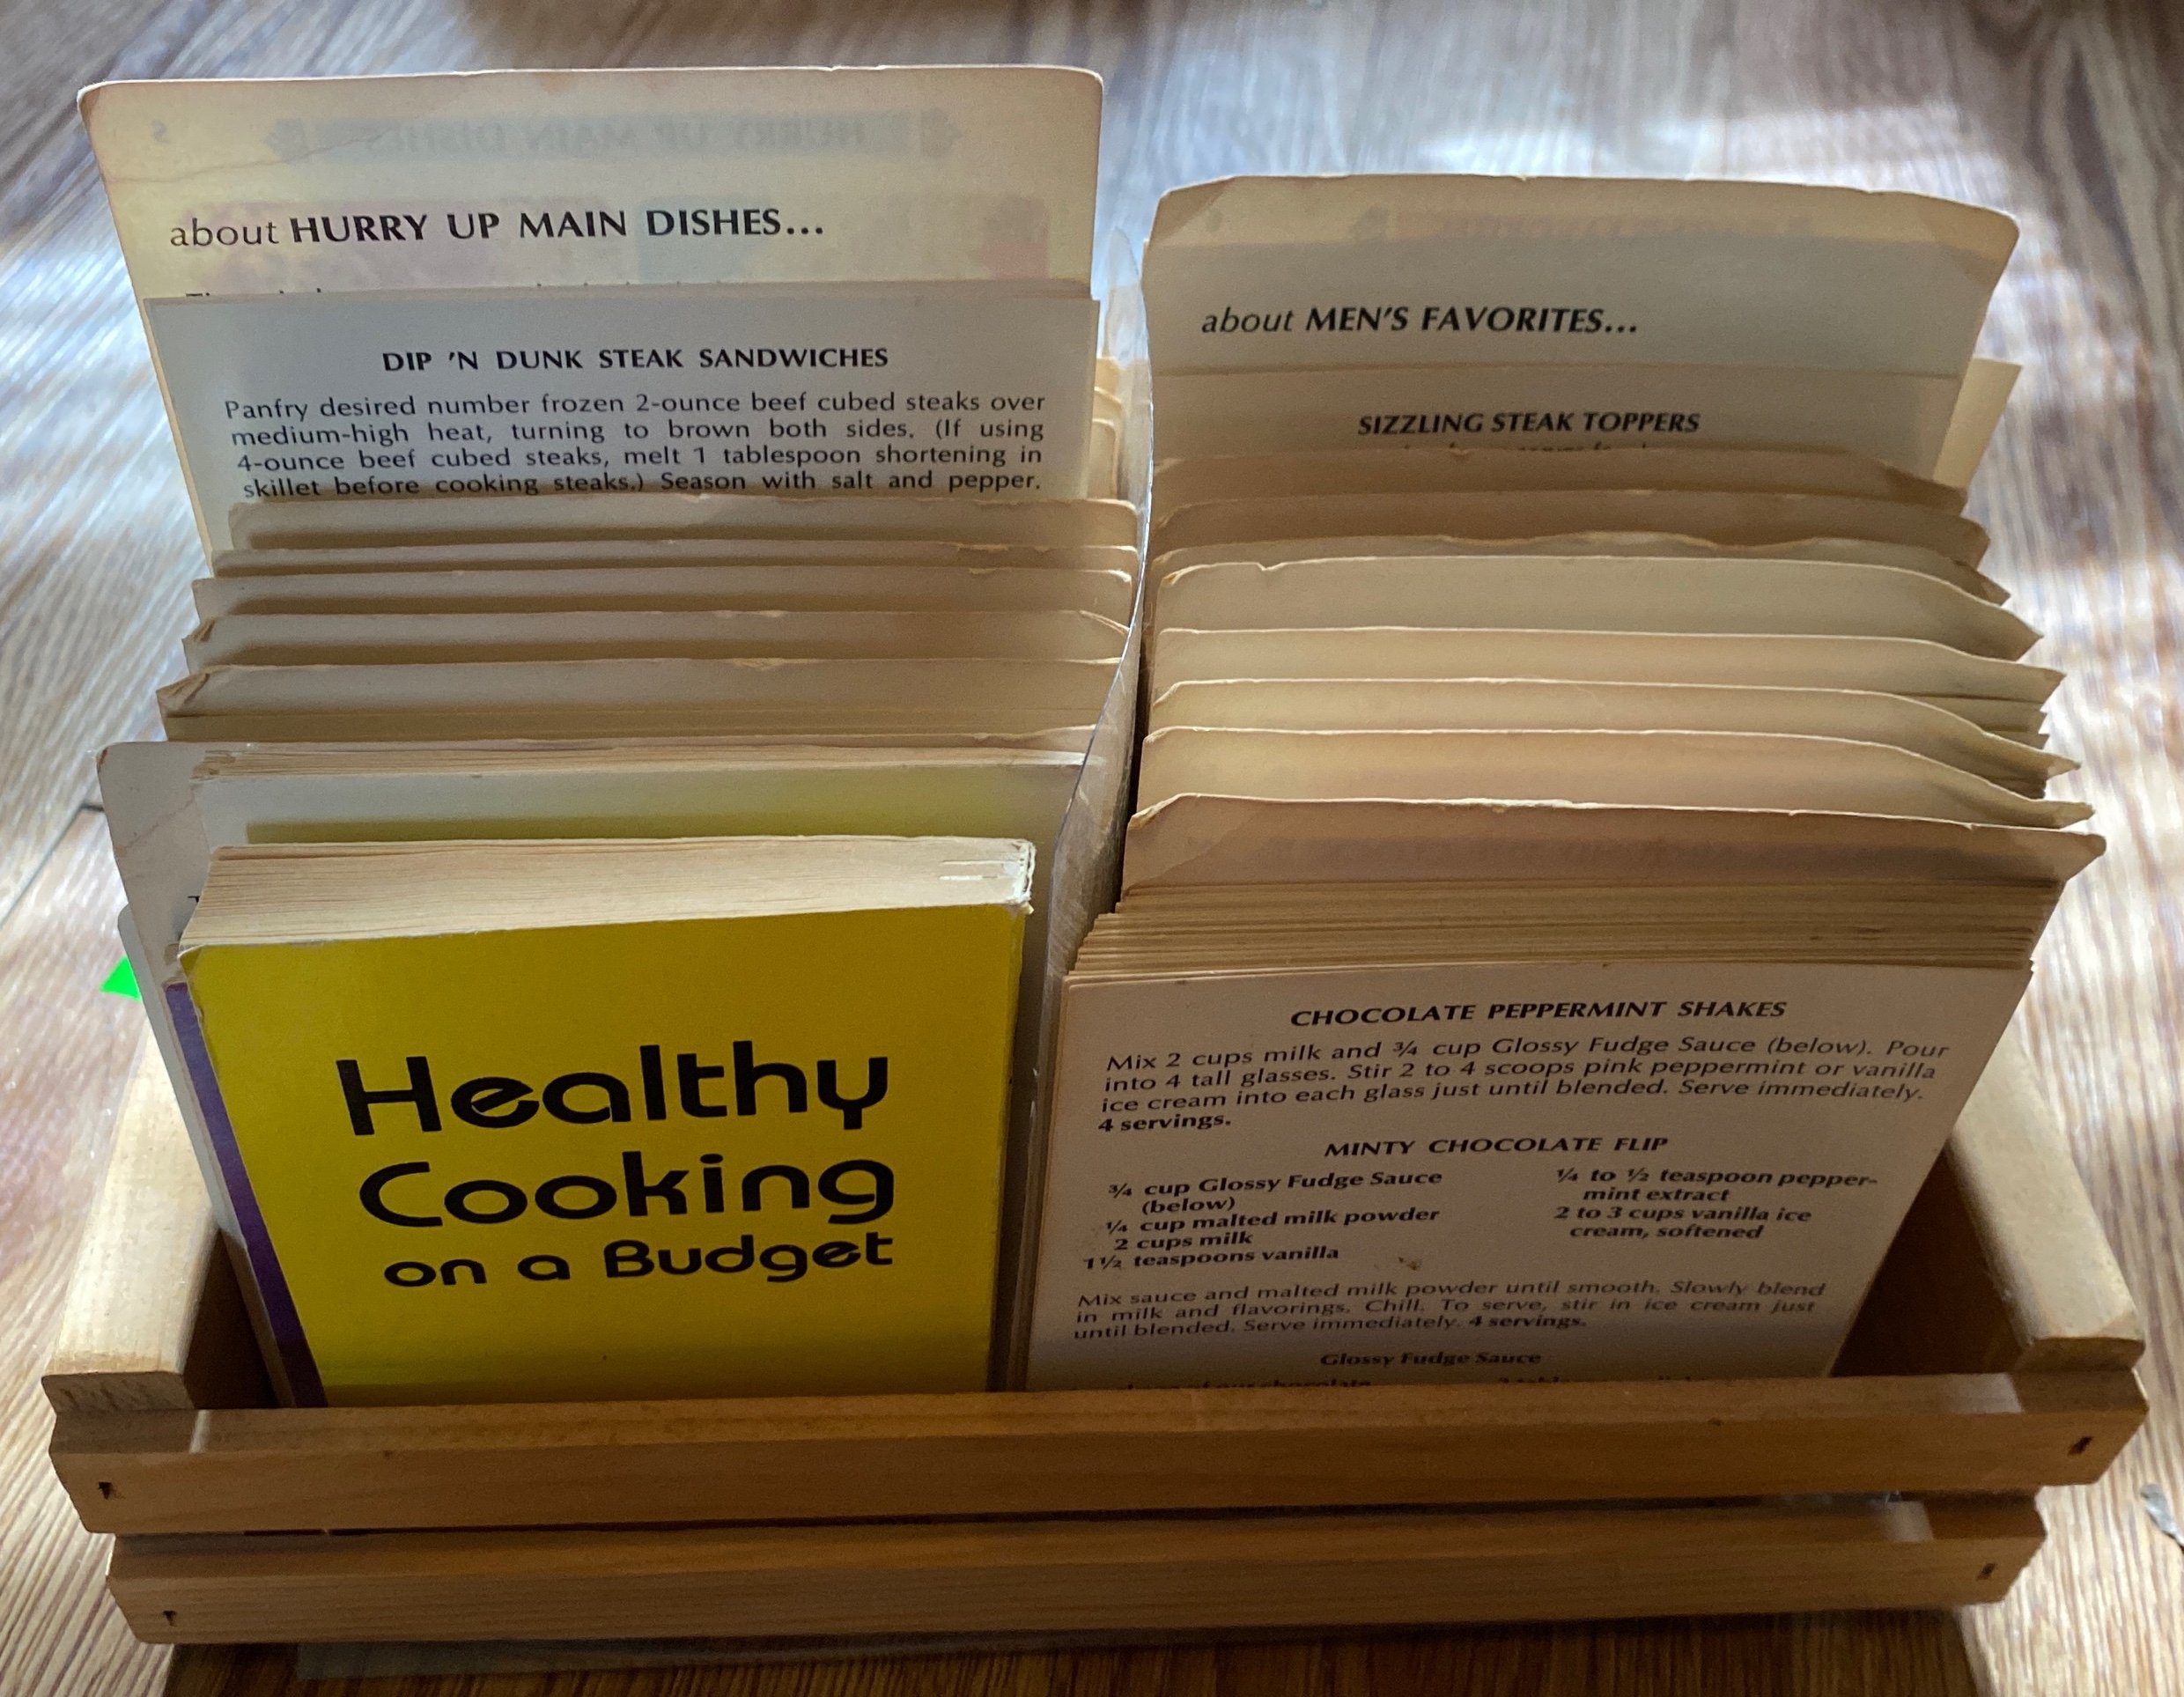 about HURRY UP MAIN DISHES...
DIP 'N DUNK STEAK SANDWICHES
Panfry desired number frozen 2-ounce beef cubed steaks over
medium-high heat, turning to brown both sides. (If using
4-ounce beef cubed steaks, melt 1 tablespoon shortening in
skillet before cooking steaks.) Season with salt and pepper.
Healthy
Cooking
on a Budget
about MEN'S FAVORITES...
SIZZLING STEAK TOPPERS
CHOCOLATE PEPPERMINT SHAKES
Mix 2 cups milk and ¾ cup Glossy Fudge Sauce (below). Pour
into 4 tall glasses. Stir 2 to 4 scoops pink peppermint or vanilla
ice cream into each glass just until blended. Serve immediately.
4 servings.
MINTY CHOCOLATE FLIP
¾ cup Glossy Fudge Sauce
(below)
¼ cup malted milk powder
2 cups milk
1½ teaspoons vanilla
¼ to ½ teaspoon pepper-
mint extract
2 to 3 cups vanilla ice
cream, softened
Mix sauce and malted milk powder until smooth. Slowly blend
in milk and flavorings. Chill. To serve, stir in ice cream just
until blended. Serve immediately. 4 servings.
Glossy Fudge Sauce